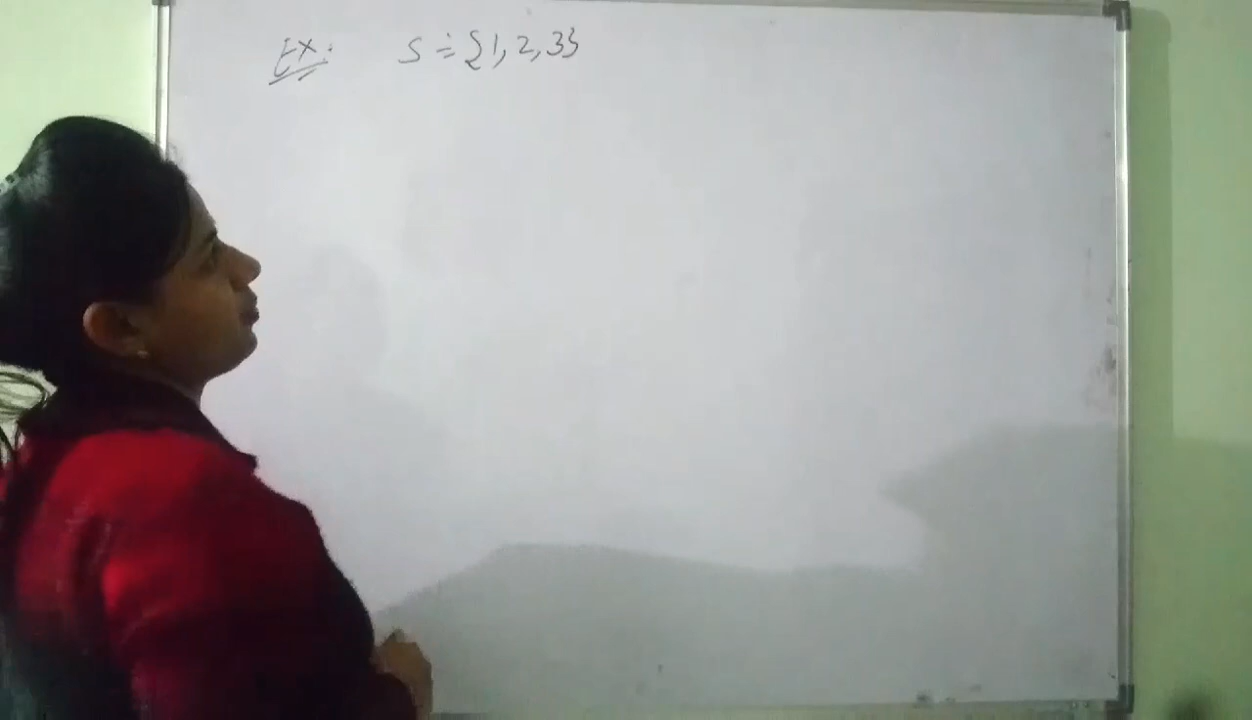 Ex: S = {1, 2, 3}